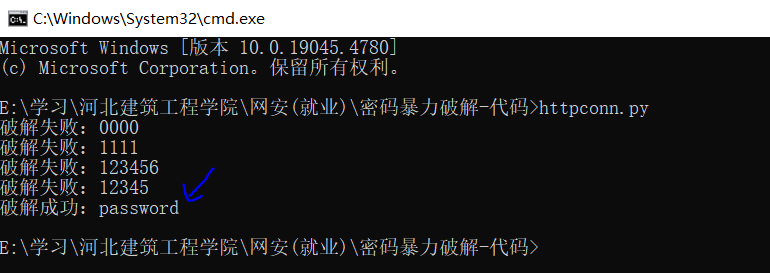 C:\Windows\System32\cmd.exe
Microsoft Windows [版本 10.0.19045.4780]
(c) Microsoft Corporation。保留所有权利。
E:\学习\河北建筑工程学院\网安(就业)\密码暴力破解-代码>httpconn.py
破解失败：0000
破解失败：1111
破解失败：123456
破解失败：12345
破解成功：password
E:\学习\河北建筑工程学院\网安(就业)\密码暴力破解-代码>